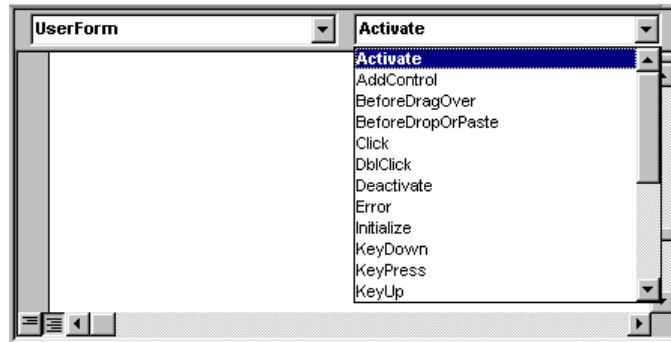 UserForm Activate
Activate
AddControl
BeforeDragOver
BeforeDropOrPaste
Click
DblClick
Deactivate
Error
Initialize
KeyDown
KeyPress
KeyUp